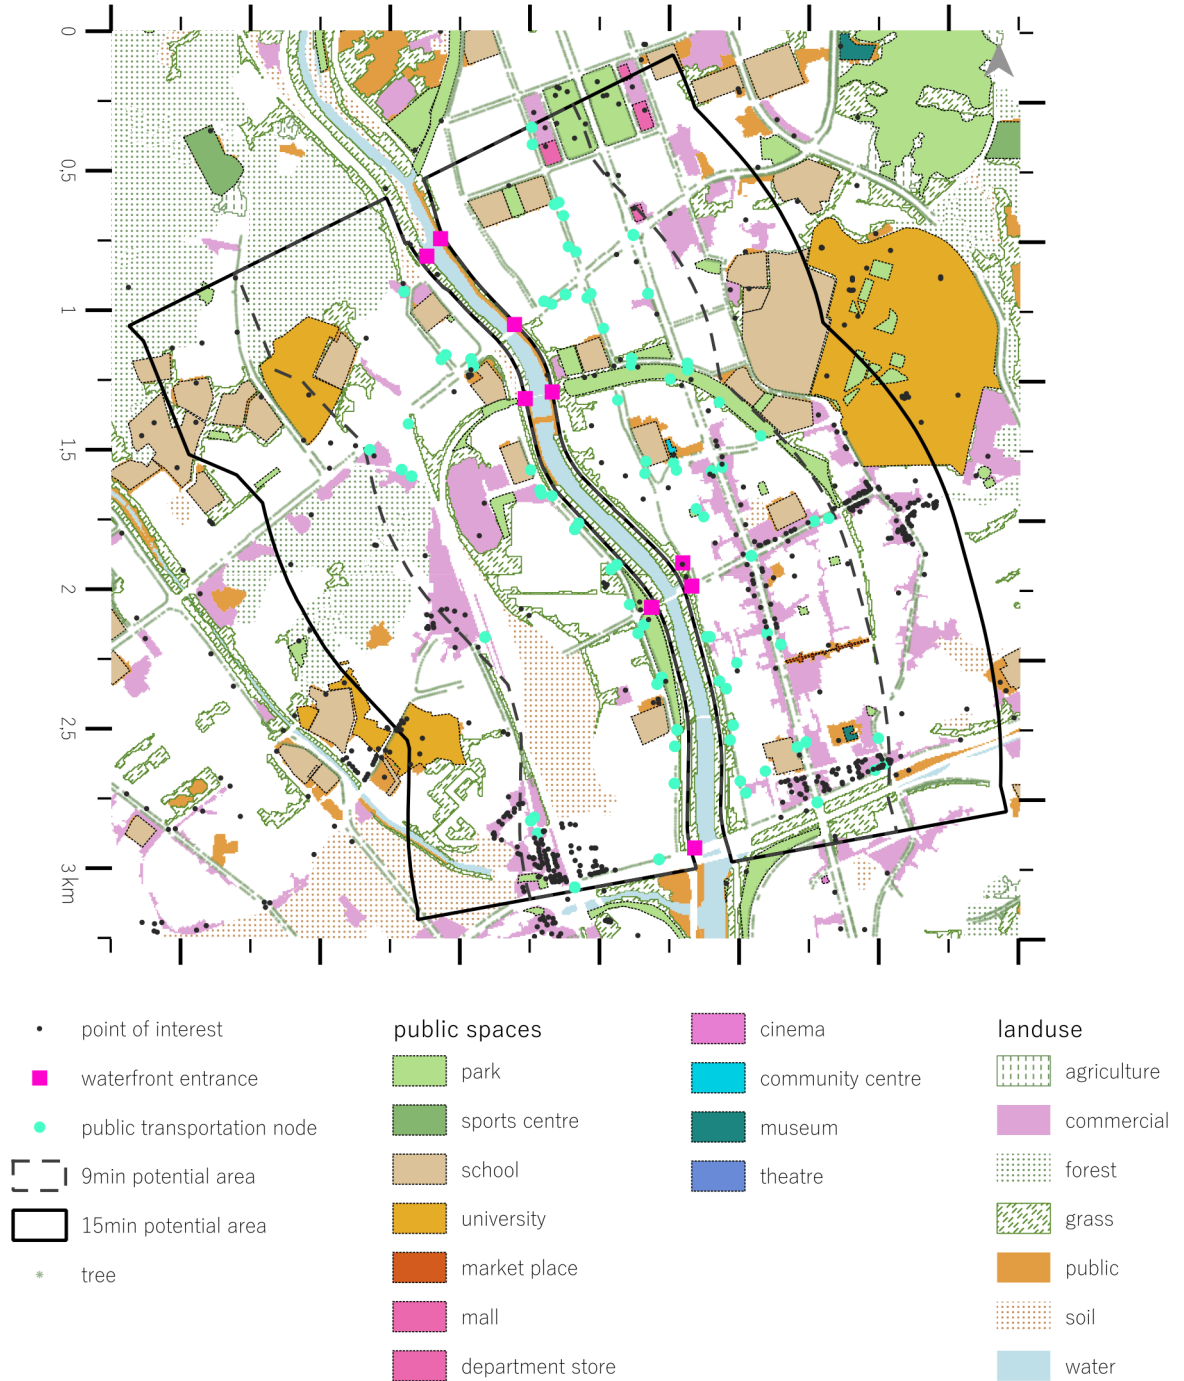 0
0,5
1
1,5
2
2,5
3 km
point of interest
waterfront entrance
public transportation node
9min potential area
15min potential area
tree
public spaces
park
sports centre
school
university
market place
mall
department store
cinema
community centre
museum
theatre
landuse
agriculture
commercial
forest
grass
public
soil
water